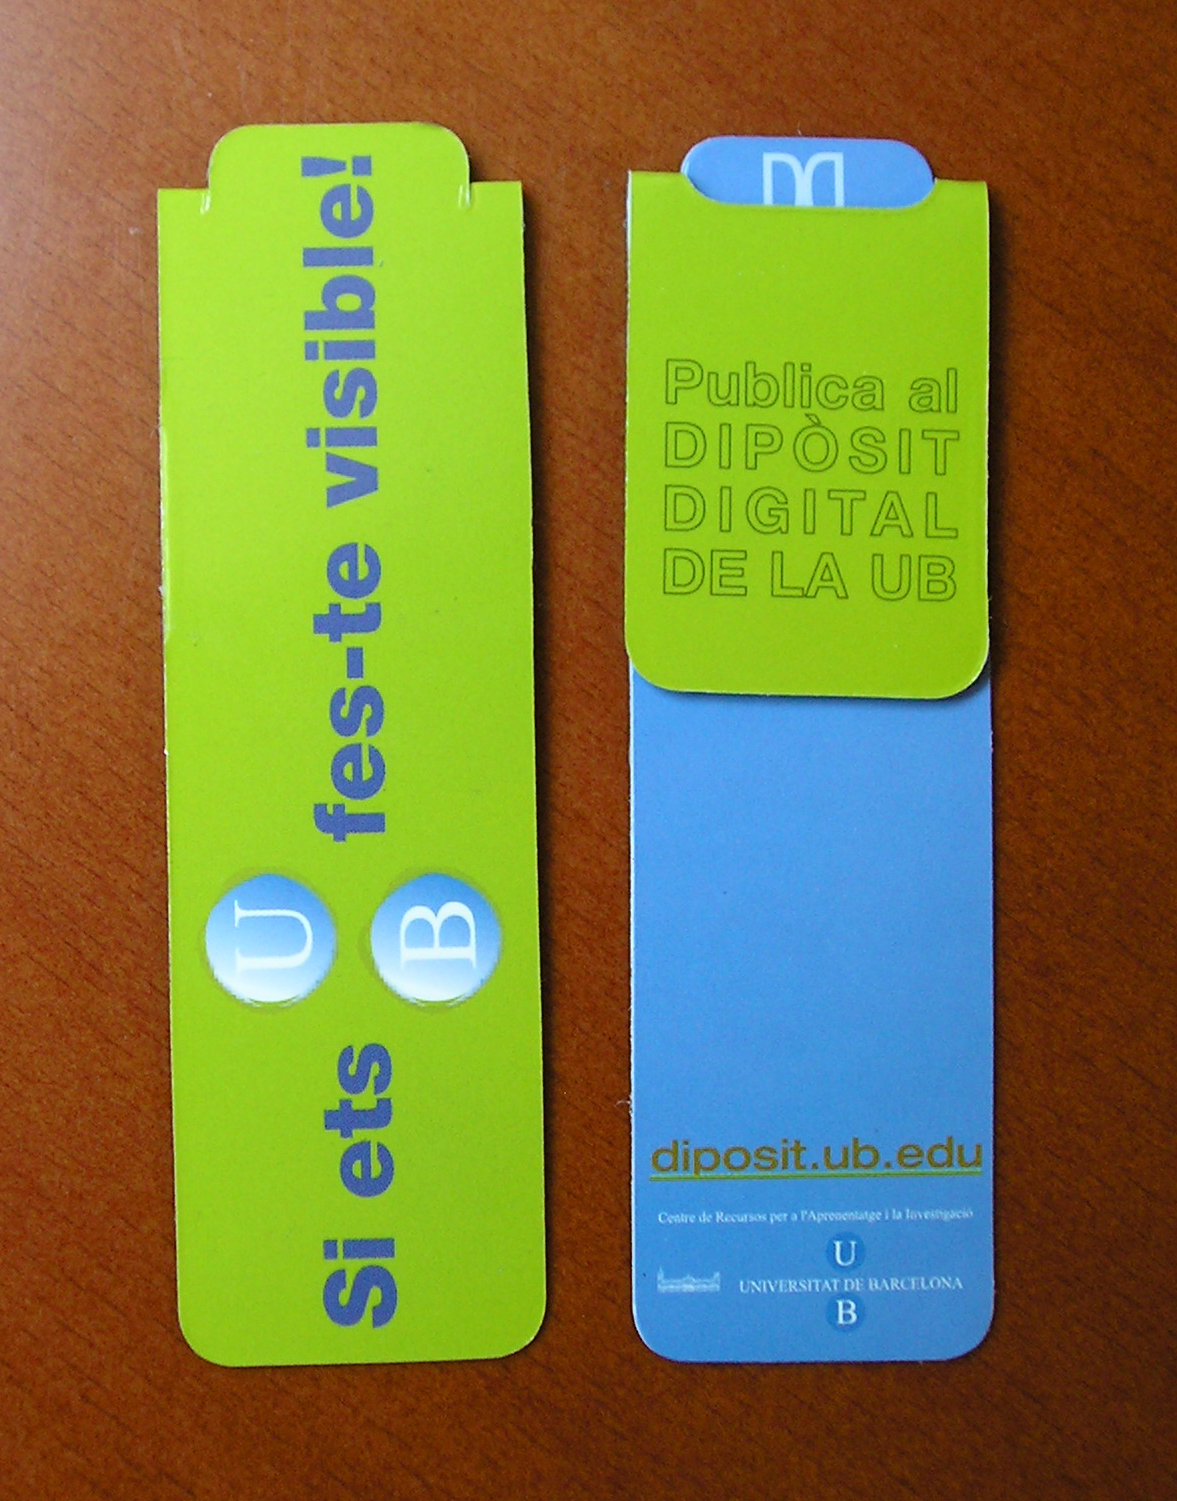 Si ets U B fes-te visible!
Publica al
DIPÒSIT
DIGITAL
DE LA UB
diposit.ub.edu
Centre de Recursos per a l'Aprenentatge i la Investigació
U
UNIVERSITAT DE BARCELONA
B